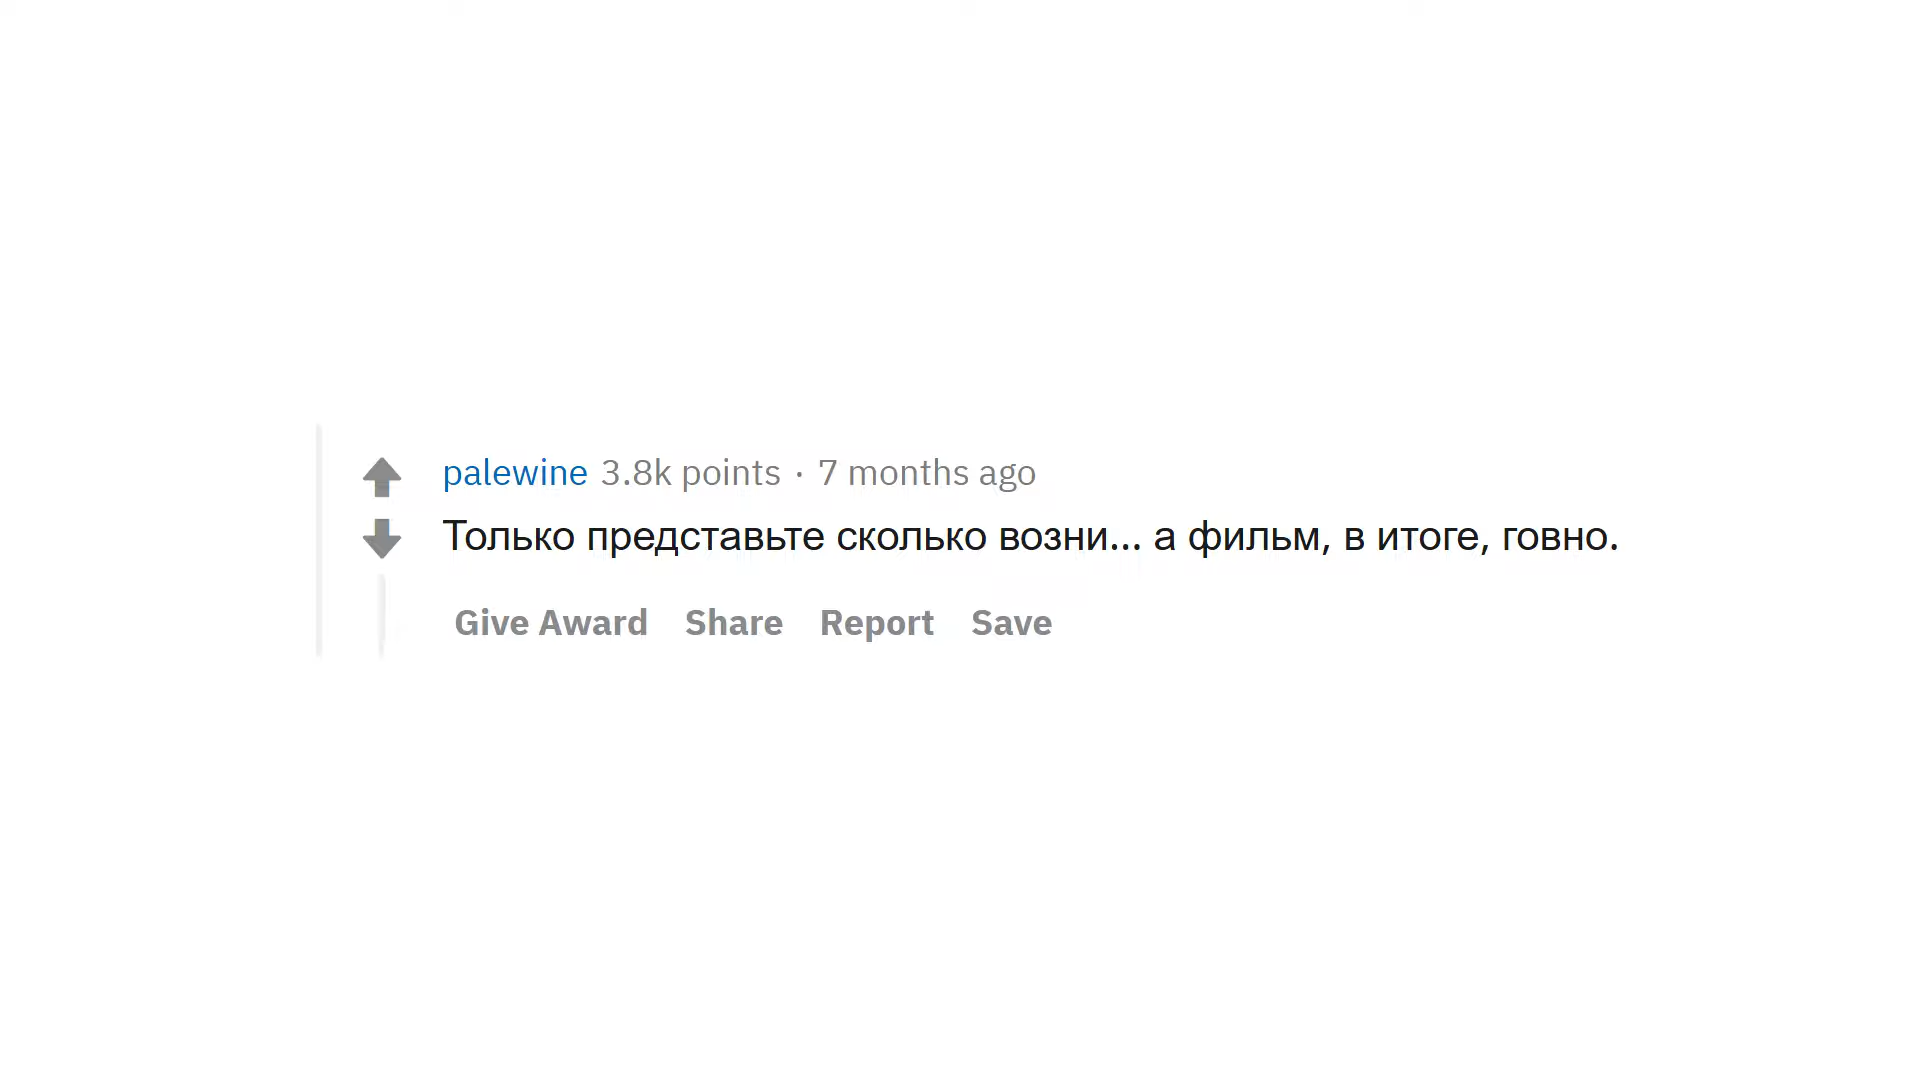 palewine 3.8k points · 7 months ago
Только представьте сколько возни... а фильм, в итоге, говно.
Give Award Share Report Save